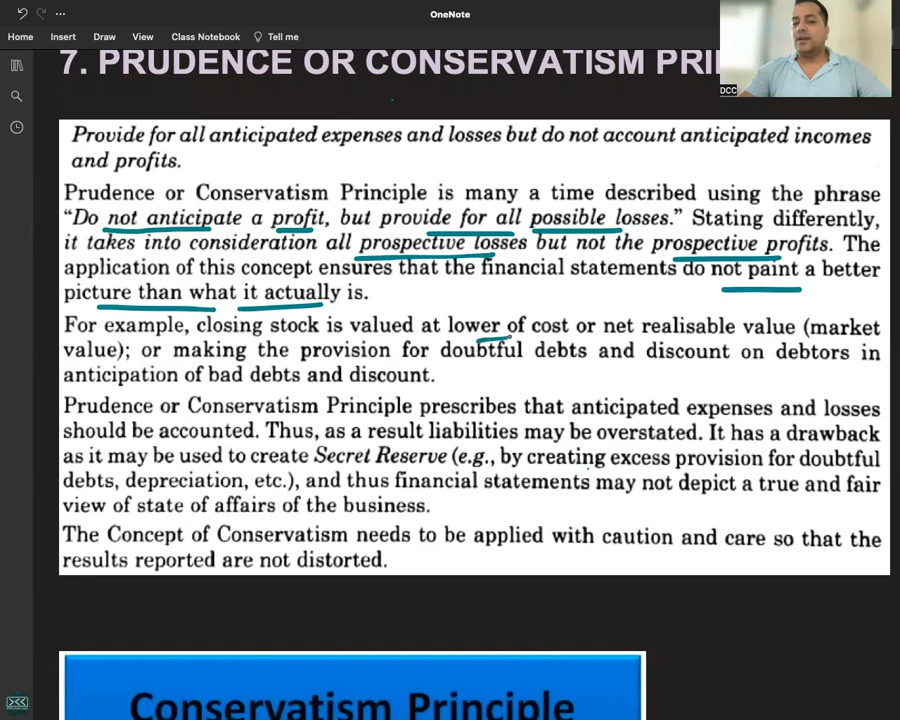 OneNote
Home Insert Draw View Class Notebook Tell me
7. PRUDENCE OR CONSERVATISM PRI
DCC
Provide for all anticipated expenses and losses but do not account anticipated incomes
and profits.
Prudence or Conservatism Principle is many a time described using the phrase
“Do not anticipate a profit, but provide for all possible losses.” Stating differently,
it takes into consideration all prospective losses but not the prospective profits. The
application of this concept ensures that the financial statements do not paint a better
picture than what it actually is.
For example, closing stock is valued at lower of cost or net realisable value (market
value); or making the provision for doubtful debts and discount on debtors in
anticipation of bad debts and discount.
Prudence or Conservatism Principle prescribes that anticipated expenses and losses
should be accounted. Thus, as a result liabilities may be overstated. It has a drawback
as it may be used to create Secret Reserve (e.g., by creating excess provision for doubtful
debts, depreciation, etc.), and thus financial statements may not depict a true and fair
view of state of affairs of the business.
The Concept of Conservatism needs to be applied with caution and care so that the
results reported are not distorted.
Conservatism Principle